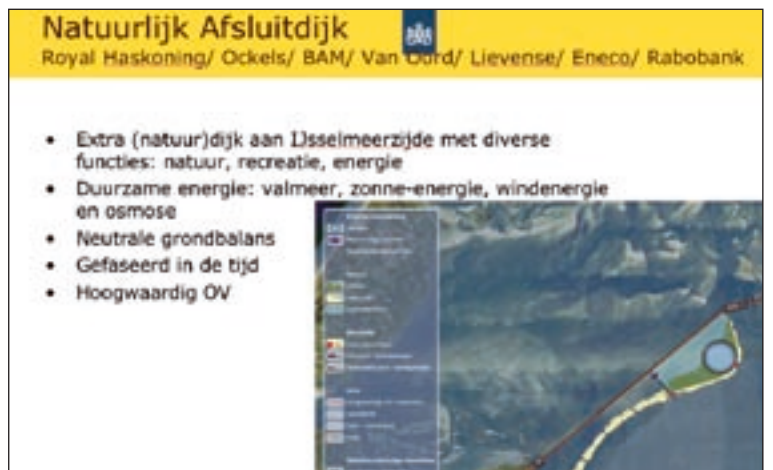 Natuurlijk Afsluitdijk
Royal Haskoning/ Ockels/ BAM/ Van Oord/ Lievense/ Eneco/ Rabobank
• Extra (natuur)dijk aan IJsselmeerzijde met diverse
functies: natuur, recreatie, energie
• Duurzame energie: valmeer, zonne-energie, windenergie
en osmose
• Neutrale grondbalans
• Gefaseerd in de tijd
• Hoogwaardig OV